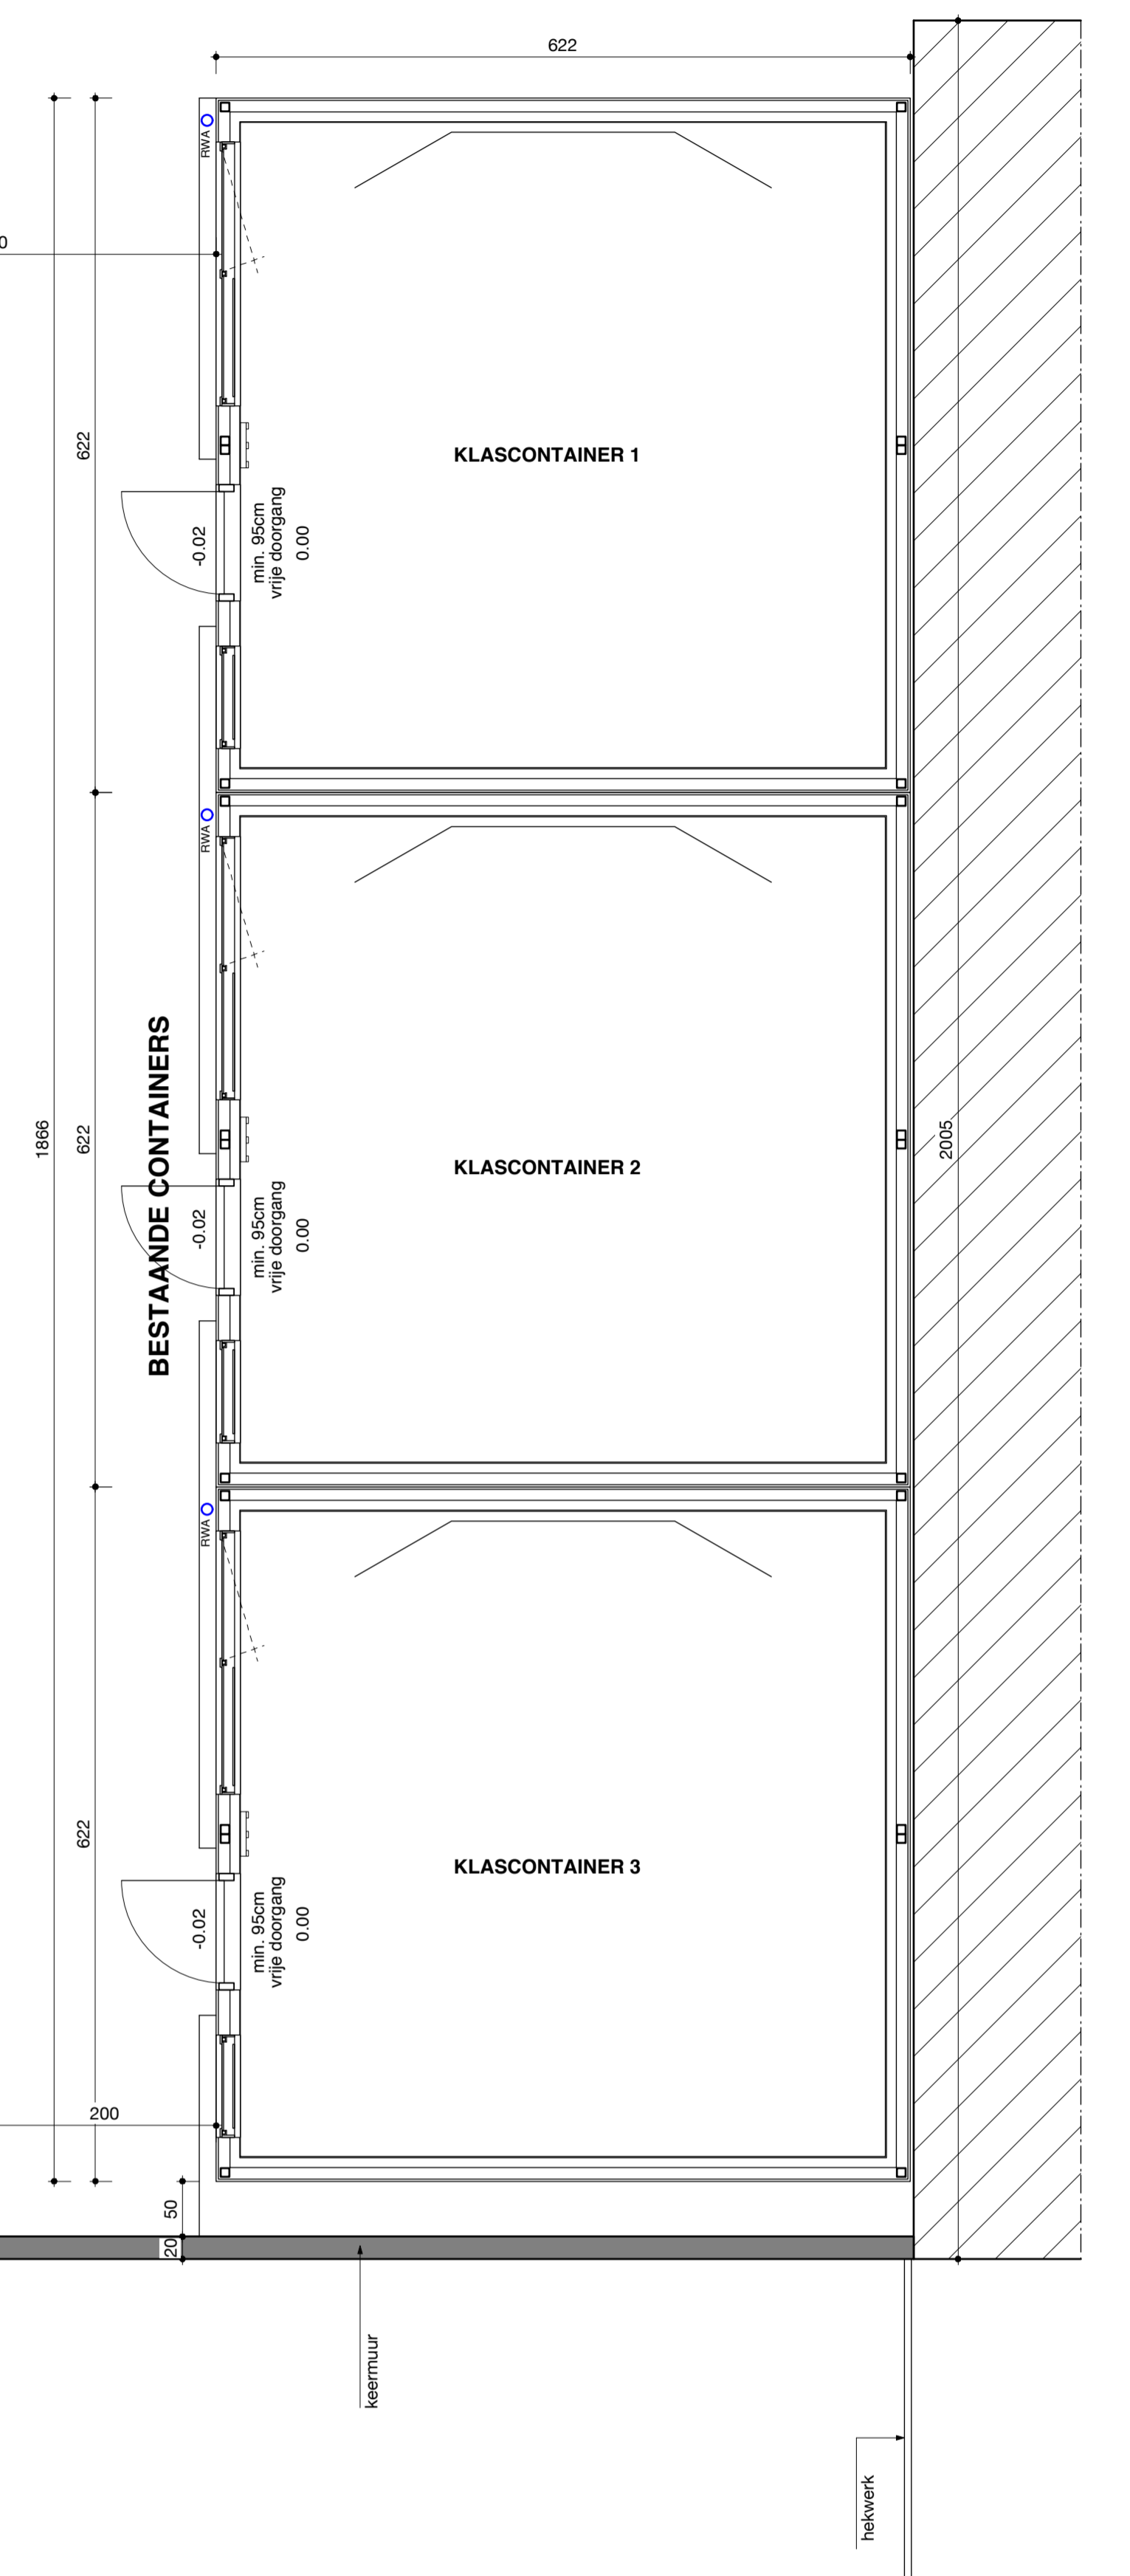 622
RWA
0
622
KLASCONTAINER 1
-0.02
min. 95cm
vrije doorgang
0.00
RWA
BESTAANDE CONTAINERS
1866
622
2005
KLASCONTAINER 2
-0.02
min. 95cm
vrije doorgang
0.00
RWA
622
KLASCONTAINER 3
-0.02
min. 95cm
vrije doorgang
0.00
200
50
20
keermuur
hekwerk